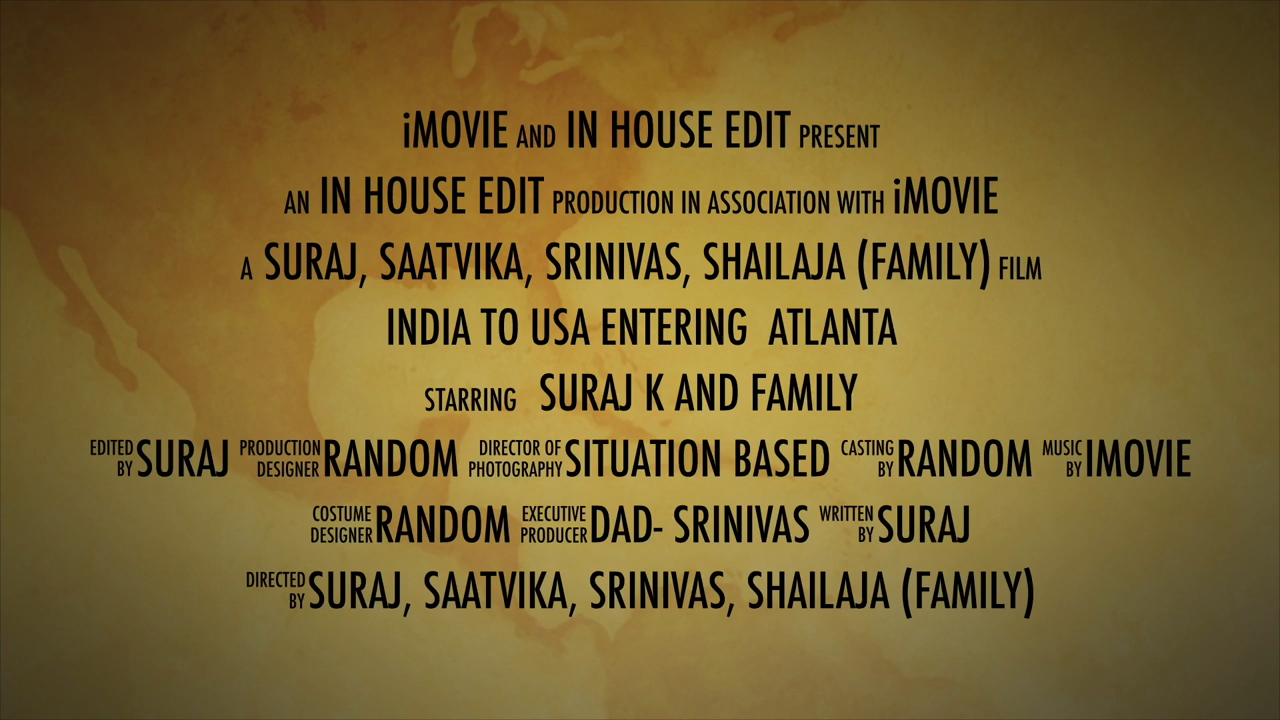 iMOVIE AND IN HOUSE EDIT PRESENT
AN IN HOUSE EDIT PRODUCTION IN ASSOCIATION WITH iMOVIE
A SURAJ, SAATVIKA, SRINIVAS, SHAILAJA (FAMILY) FILM
INDIA TO USA ENTERING ATLANTA
STARRING SURAJ K AND FAMILY
EDITED BY SURAJ PRODUCTION DESIGNER RANDOM DIRECTOR OF PHOTOGRAPHY SITUATION BASED CASTING BY RANDOM MUSIC BY IMOVIE
COSTUME DESIGNER RANDOM EXECUTIVE PRODUCER DAD- SRINIVAS WRITTEN BY SURAJ
DIRECTED BY SURAJ, SAATVIKA, SRINIVAS, SHAILAJA (FAMILY)